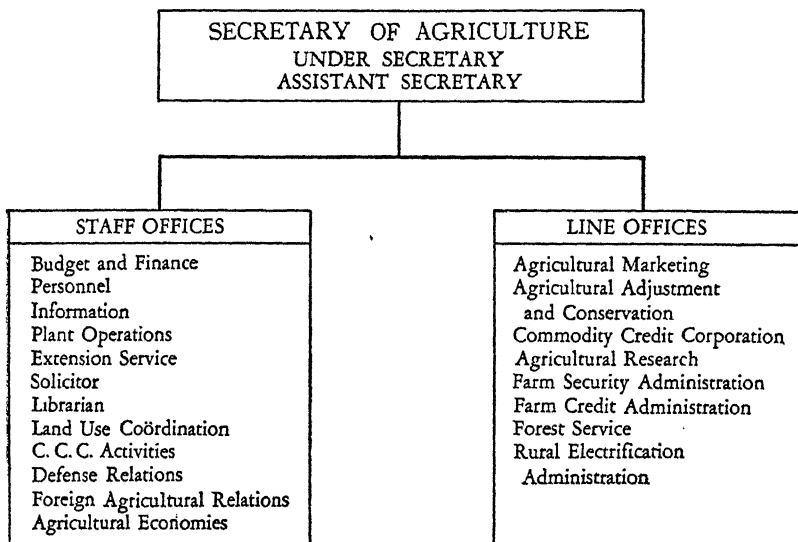 SECRETARY OF AGRICULTURE
UNDER SECRETARY
ASSISTANT SECRETARY
STAFF OFFICES
Budget and Finance
Personnel
Information
Plant Operations
Extension Service
Solicitor
Librarian
Land Use Coördination
C. C. C. Activities
Defense Relations
Foreign Agricultural Relations
Agricultural Economies
LINE OFFICES
Agricultural Marketing
Agricultural Adjustment
and Conservation
Commodity Credit Corporation
Agricultural Research
Farm Security Administration
Farm Credit Administration
Forest Service
Rural Electrification
Administration